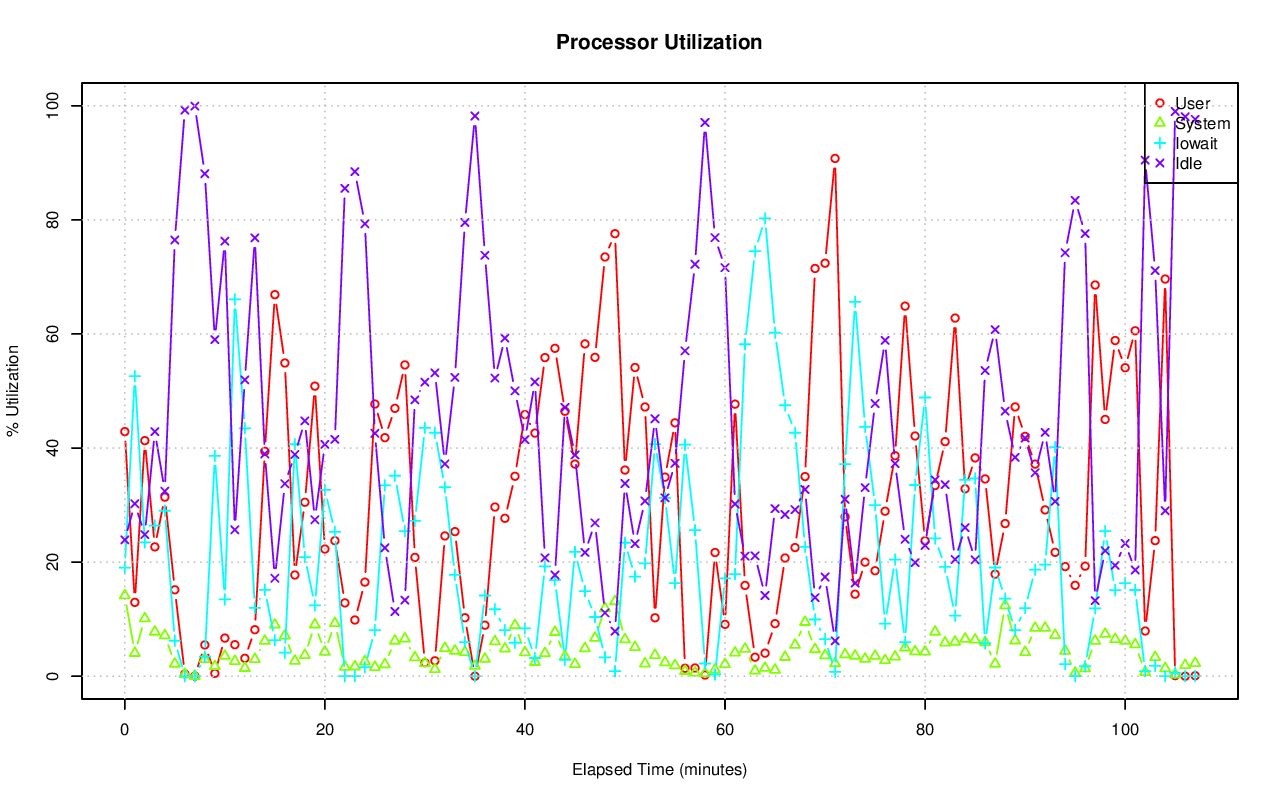 Processor Utilization
% Utilization
100
80
60
40
20
0
User
System
Iowait
Idle
0 20 40 60 80 100
Elapsed Time (minutes)